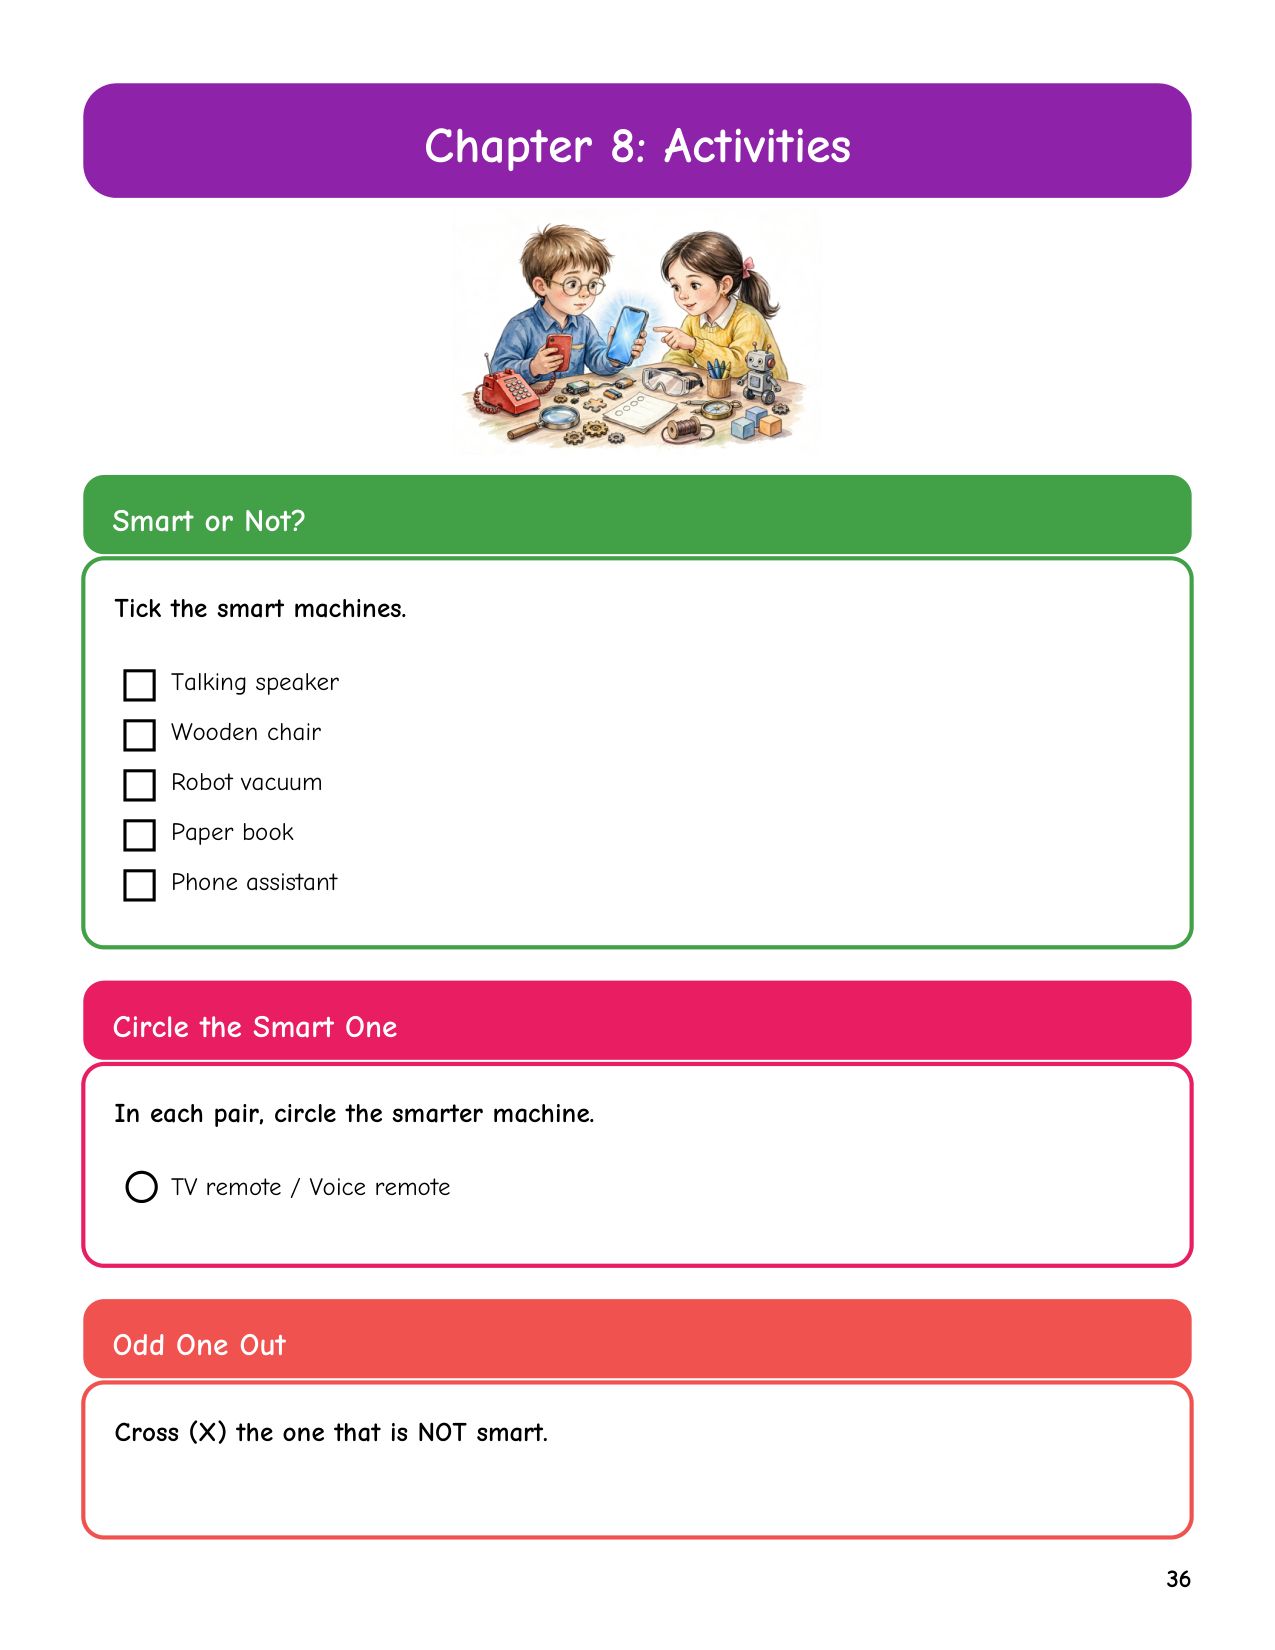 Chapter 8: Activities
Smart or Not?
Tick the smart machines.
Talking speaker
Wooden chair
Robot vacuum
Paper book
Phone assistant
Circle the Smart One
In each pair, circle the smarter machine.
TV remote / Voice remote
Odd One Out
Cross (X) the one that is NOT smart.
36